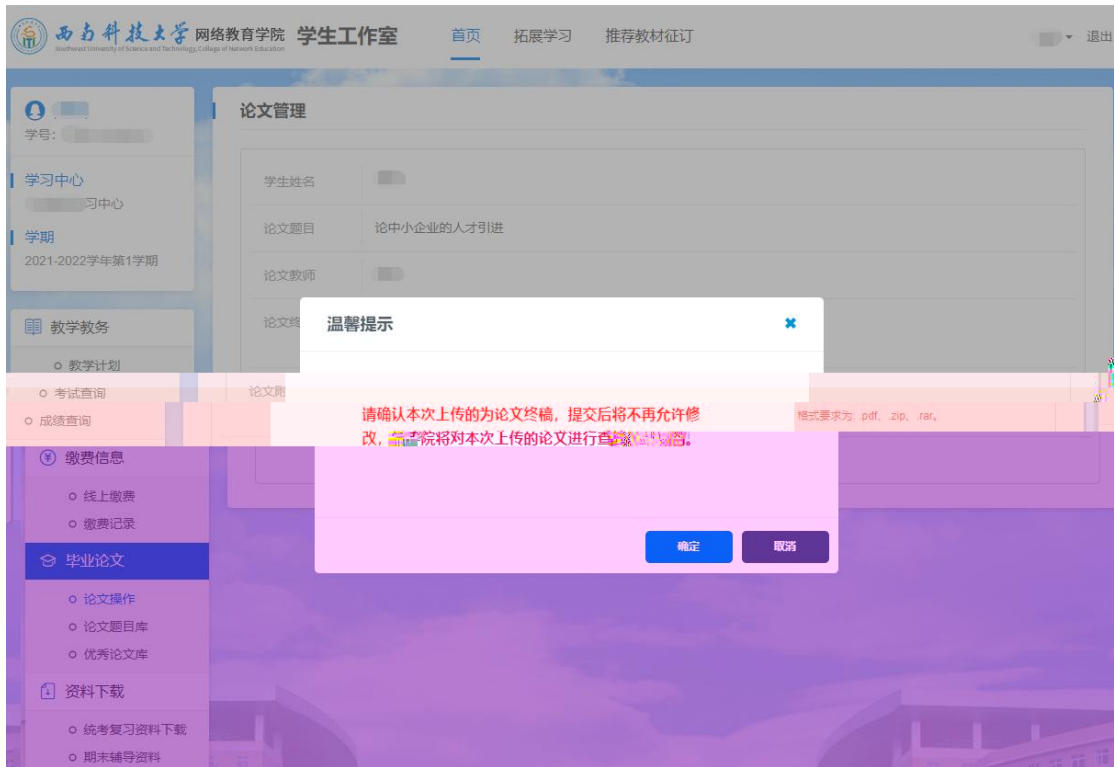 西南科技大学 网络教育学院 学生工作室 首页 拓展学习 推荐教材征订 退出
Southwest University of Science and Technology, College of Network Education
论文管理
学号：
学习中心
习中心
学期
2021-2022学年第1学期
学生姓名
论文题目 论中小企业的人才引进
论文教师
论文终
温馨提示
教学教务
教学计划
考试查询
论文附
成绩查询
请确认本次上传的为论文终稿，提交后将不再允许修
格式要求为: .pdf、.zip、.rar。
改，
院将对本次上传的论文进行查
缴费信息
线上缴费
缴费记录
确定 取消
毕业论文
论文操作
论文题目库
优秀论文库
资料下载
统考复习资料下载
期末辅导资料